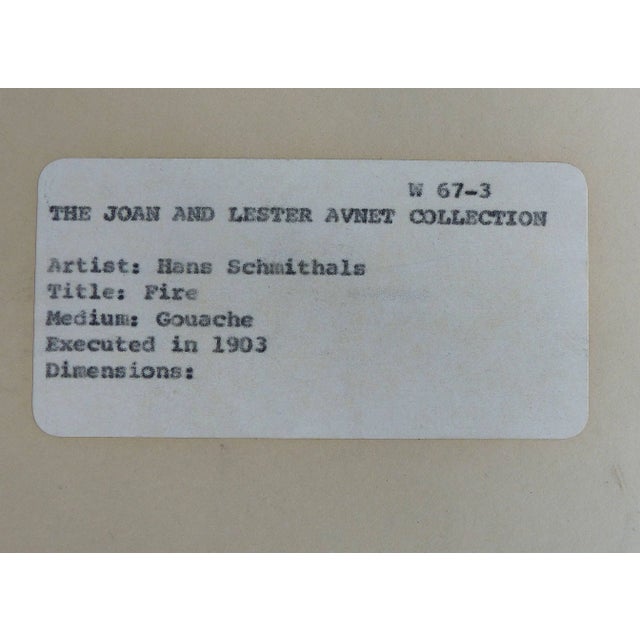 W 67-3
THE JOAN AND LESTER AVNET COLLECTION
Artist: Hans Schmithals
Title: Fire
Medium: Gouache
Executed in 1903
Dimensions: